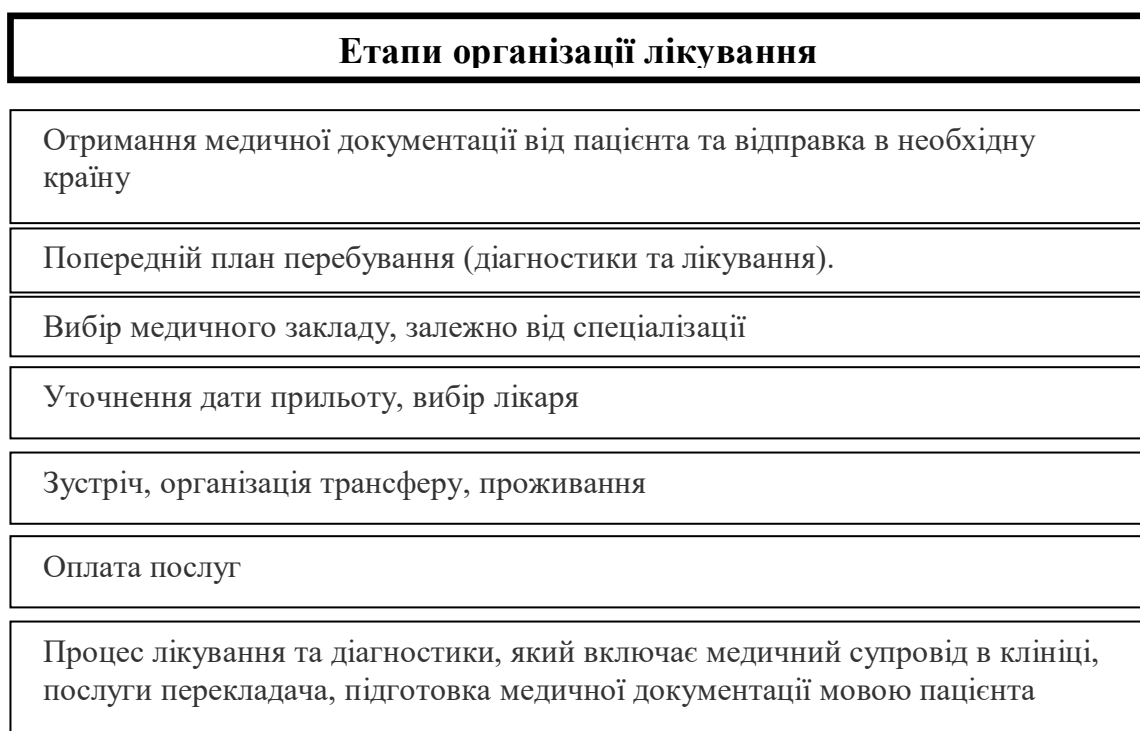 Етапи організації лікування
Отримання медичної документації від пацієнта та відправка в необхідну
країну
Попередній план перебування (діагностики та лікування).
Вибір медичного закладу, залежно від спеціалізації
Уточнення дати прильоту, вибір лікаря
Зустріч, організація трансферу, проживання
Оплата послуг
Процес лікування та діагностики, який включає медичний супровід в клініці,
послуги перекладача, підготовка медичної документації мовою пацієнта